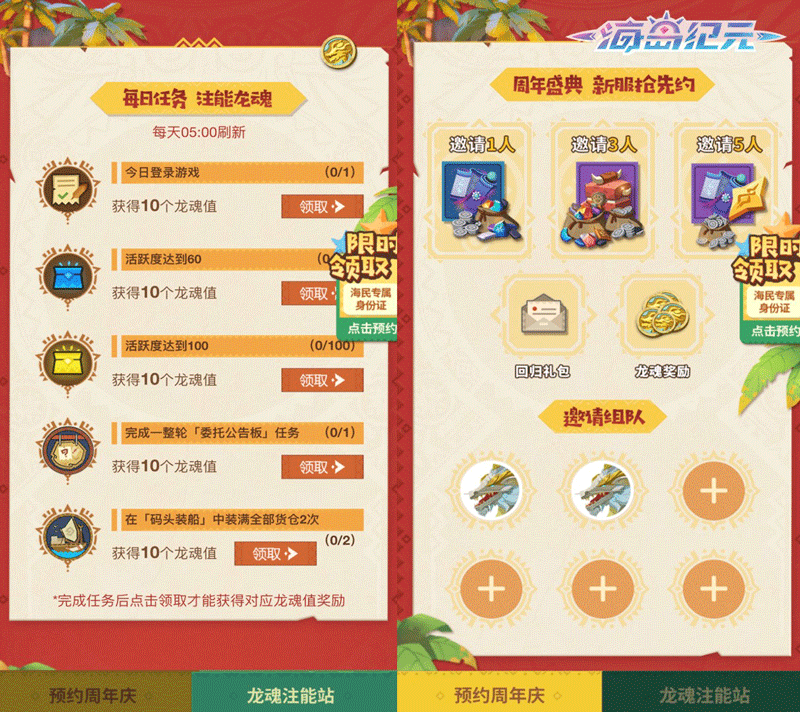 每日任务 注能龙魂
每天05:00刷新
今日登录游戏 (0/1)
获得10个龙魂值 领取
活跃度达到60
获得10个龙魂值 领取
限时
领取
海民专属
身份证
点击预约
活跃度达到100 (0/100)
获得10个龙魂值 领取
完成一整轮「委托公告板」任务 (0/1)
获得10个龙魂值 领取
在「码头装船」中装满全部货仓2次
(0/2)
获得10个龙魂值 领取
*完成任务后点击领取才能获得对应龙魂值奖励
预约周年庆 龙魂注能站
海岛纪元
周年盛典 新服抢先约
邀请1人 邀请3人 邀请5人
限时
领取
海民专属
身份证
点击预约
回归礼包 龙魂奖励
邀请组队
预约周年庆 龙魂注能站